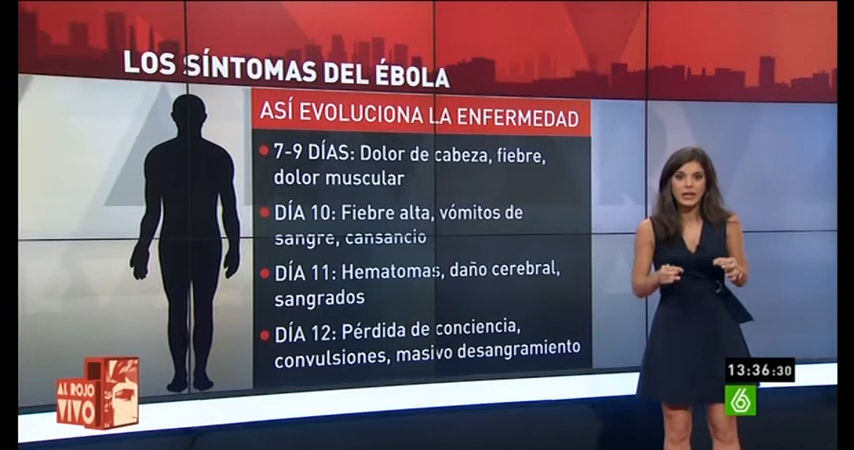 LOS SÍNTOMAS DEL ÉBOLA
ASÍ EVOLUCIONA LA ENFERMEDAD
7-9 DÍAS: Dolor de cabeza, fiebre,
dolor muscular
DÍA 10: Fiebre alta, vómitos de
sangre, cansancio
DÍA 11: Hematomas, daño cerebral,
sangrados
DÍA 12: Pérdida de conciencia,
convulsiones, masivo desangramiento
AL ROJO
VIVO
13:36:30
6